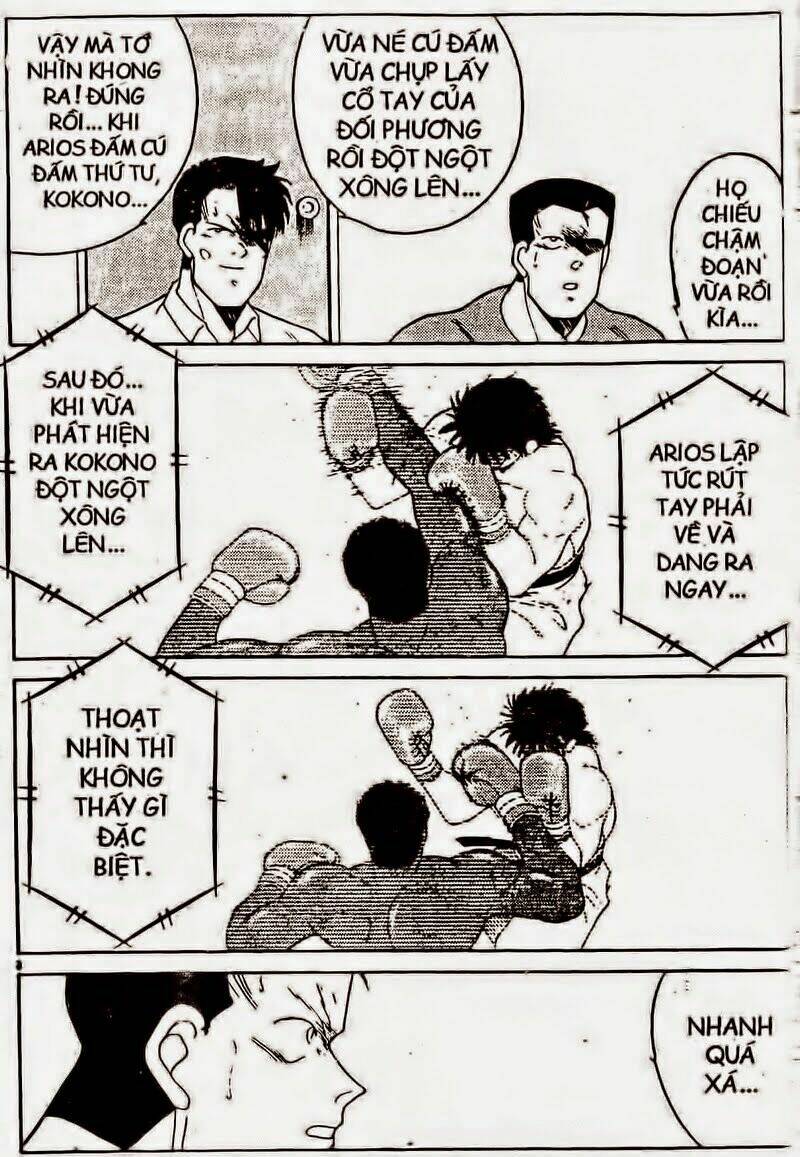 VẬY MÀ TỚ
NHÌN KHONG
RA! ĐÚNG
RỒI... KHI
ARIOS ĐẤM CÚ
ĐẤM THỨ TƯ,
KOKONO...
VỪA NÉ CÚ ĐẤM
VỪA CHỤP LẤY
CỔ TAY CỦA
ĐỐI PHƯƠNG
RỒI ĐỘT NGỘT
XÔNG LÊN...
HỌ
CHIẾU
CHẬM
ĐOẠN
VỪA RỒI
KÌA...
SAU ĐÓ...
KHI VỪA
PHÁT HIỆN
RA KOKONO
ĐỘT NGỘT
XÔNG
LÊN...
ARIOS LẬP
TỨC RÚT
TAY PHẢI
VỀ VÀ
DANG RA
NGAY...
THOẠT
NHÌN THÌ
KHÔNG
THẤY GÌ
ĐẶC
BIỆT.
NHANH
QUÁ
XÁ...